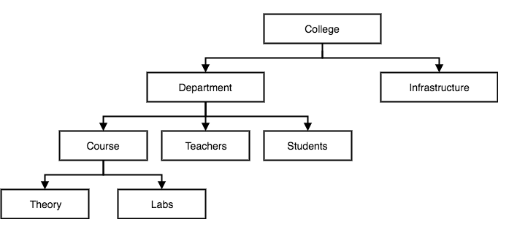 College
Department
Infrastructure
Course
Teachers
Students
Theory
Labs